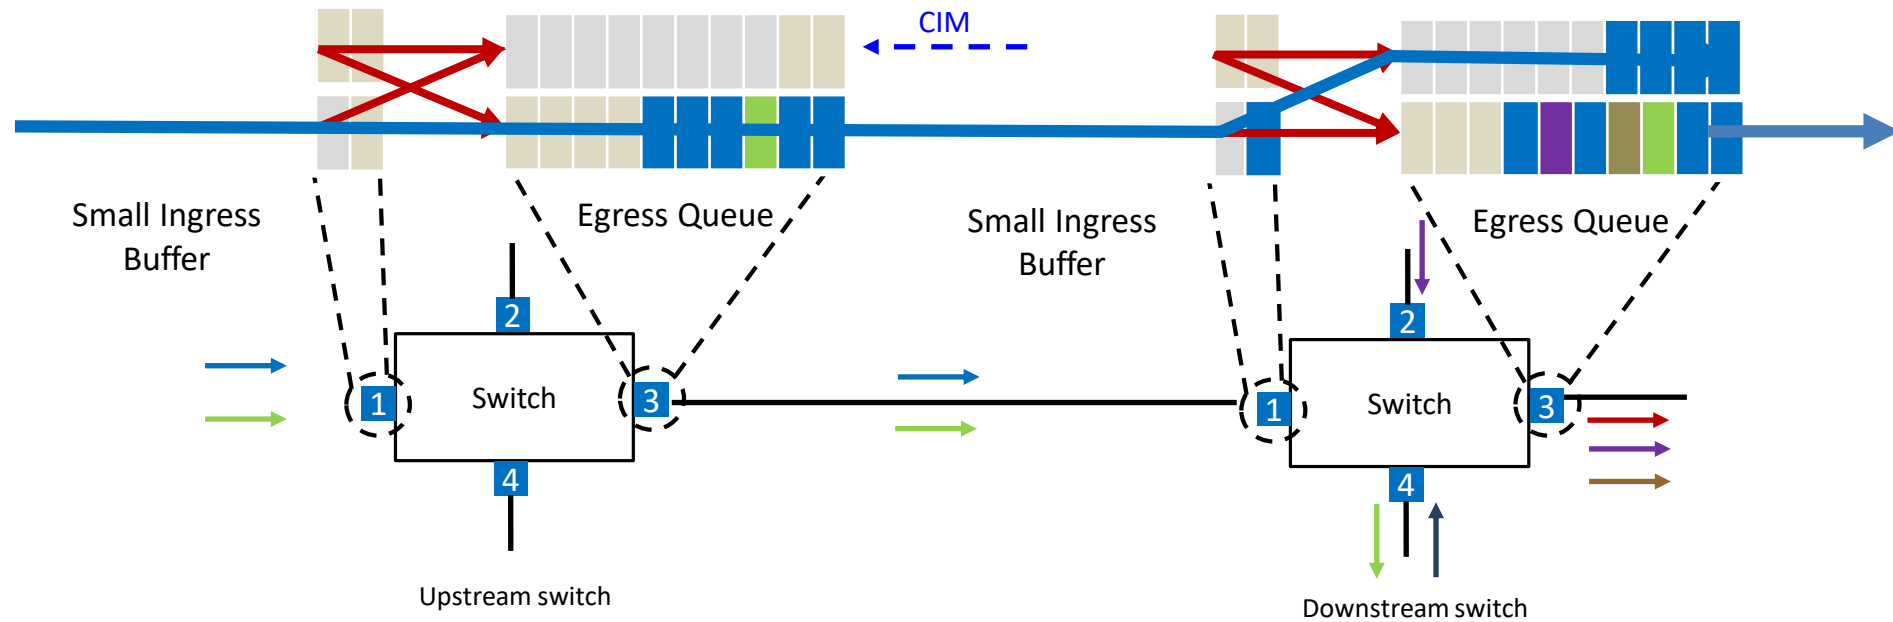 CIM
Small Ingress
Buffer
Egress Queue
Small Ingress
Buffer
Egress Queue
2
2
1
Switch
3
1
Switch
3
4
4
Upstream switch
Downstream switch